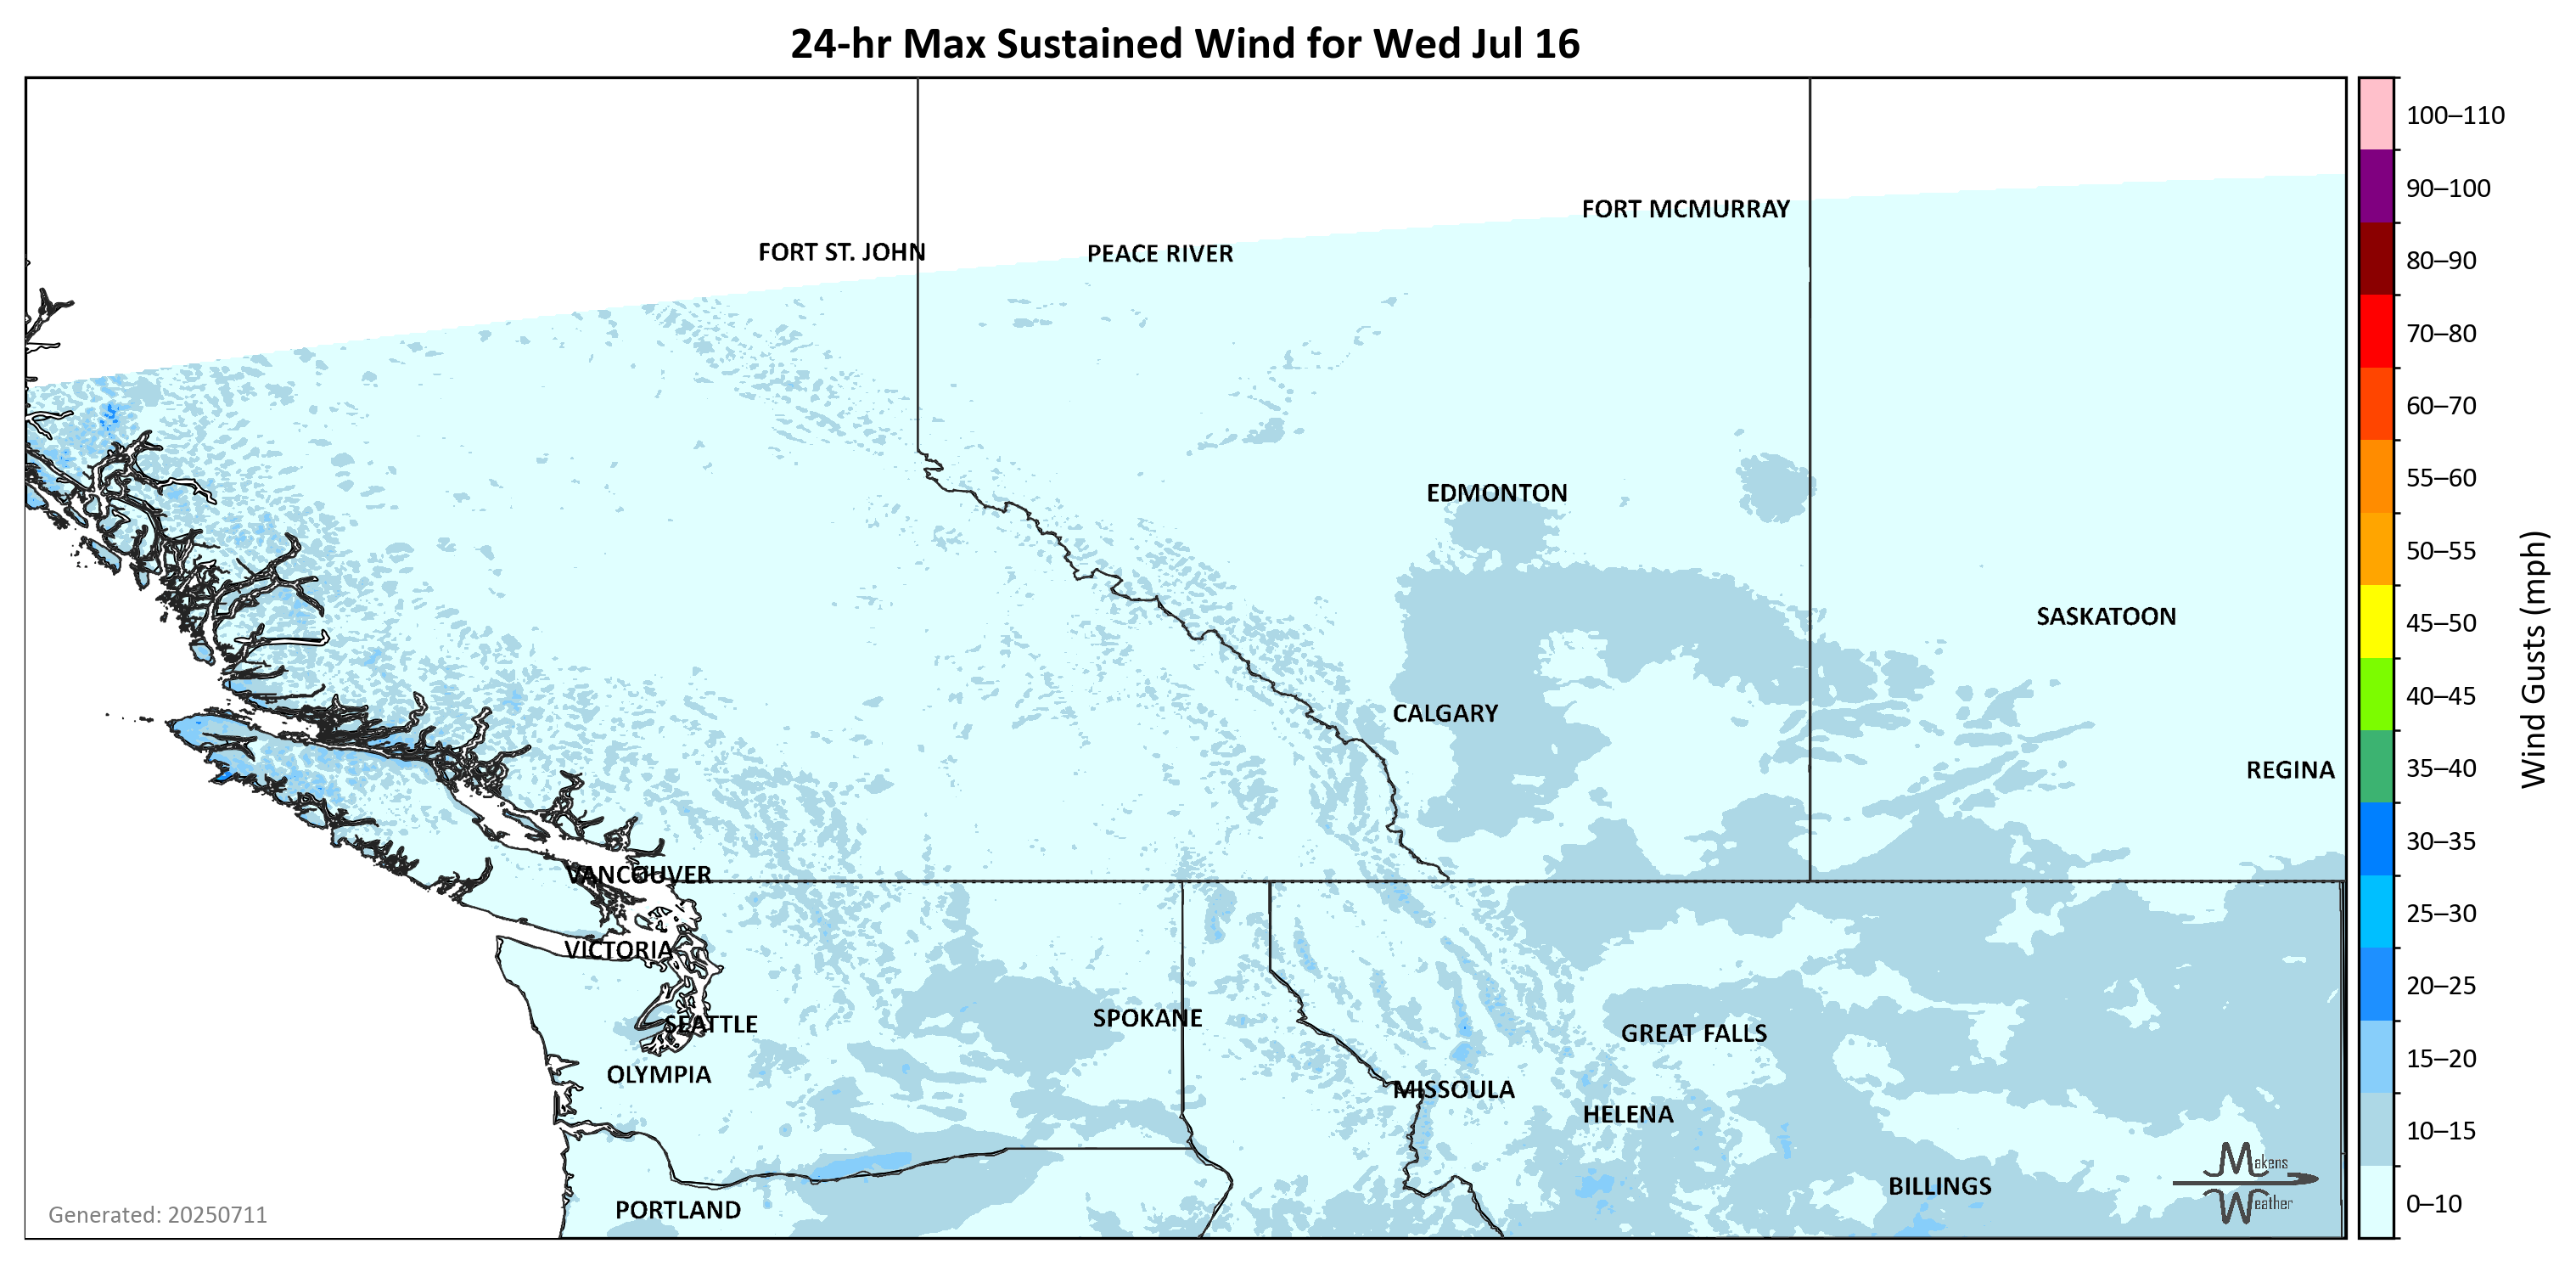 24-hr Max Sustained Wind for Wed Jul 16
FORT MCMURRAY
FORT ST. JOHN
PEACE RIVER
EDMONTON
SASKATOON
CALGARY
REGINA
VANCOUVER
VICTORIA
SEATTLE
SPOKANE
GREAT FALLS
OLYMPIA
MISSOULA
HELENA
PORTLAND
BILLINGS
Makens
Weather
Generated: 20250711
100–110
90–100
80–90
70–80
60–70
55–60
50–55
45–50
40–45
35–40
30–35
25–30
20–25
15–20
10–15
0–10
Wind Gusts (mph)